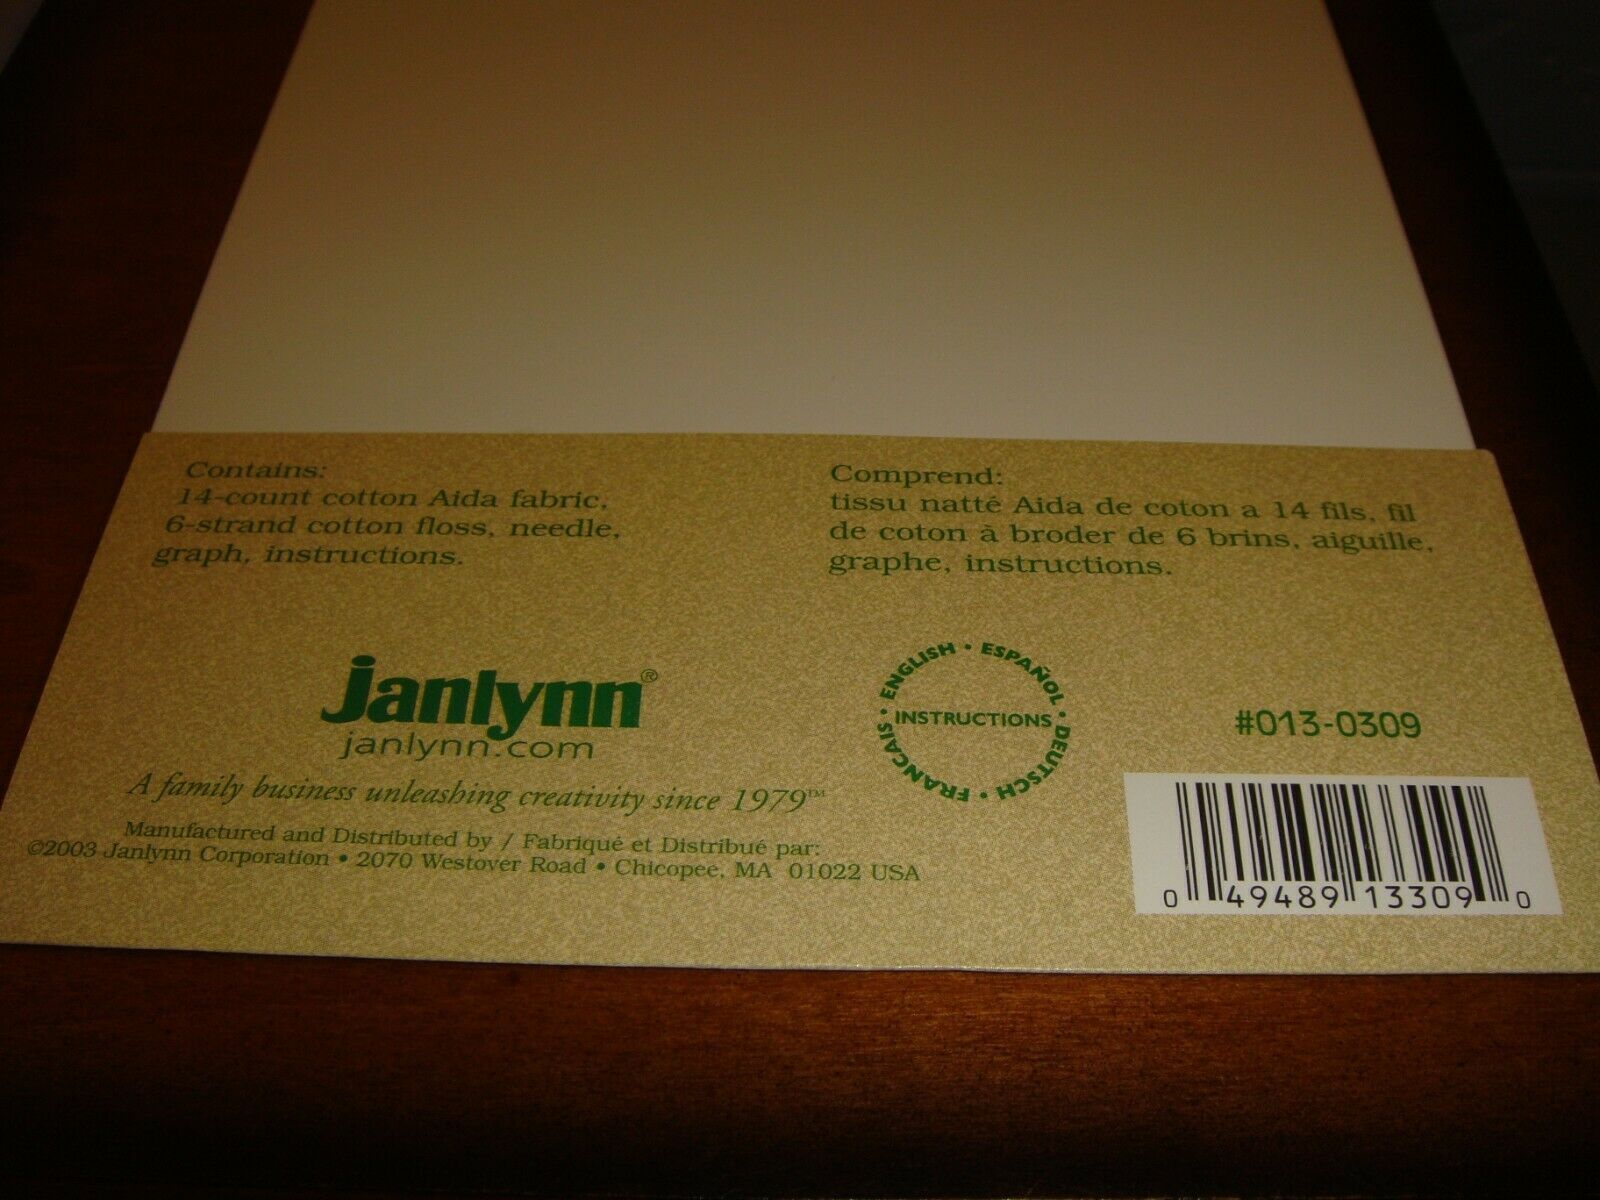 Contains:
14-count cotton Aida fabric,
6-strand cotton floss, needle,
graph, instructions.
Comprend:
tissu natté Aida de coton a 14 fils, fil
de coton à broder de 6 brins, aiguille,
graphe, instructions.
janlynn®
janlynn.com
A family business unleashing creativity since 1979™
Manufactured and Distributed by / Fabriqué et Distribué par:
©2003 Janlynn Corporation • 2070 Westover Road • Chicopee, MA 01022 USA
ENGLISH • ESPAÑOL • DEUTSCH • FRANÇAIS •
INSTRUCTIONS
#013-0309
0 49489 13309 0